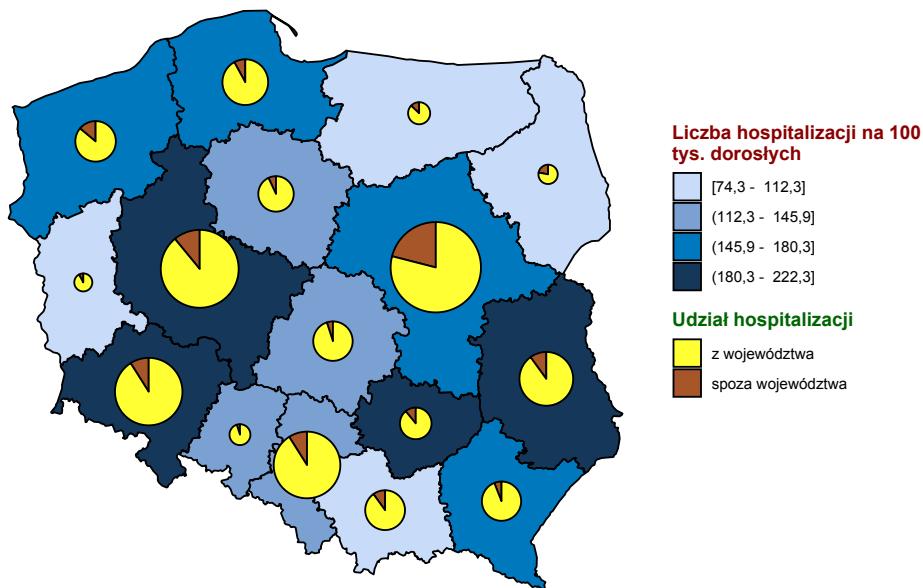 Liczba hospitalizacji na 100
tys. dorosłych
[74,3 - 112,3]
(112,3 - 145,9]
(145,9 - 180,3]
(180,3 - 222,3]
Udział hospitalizacji
z województwa
spoza województwa